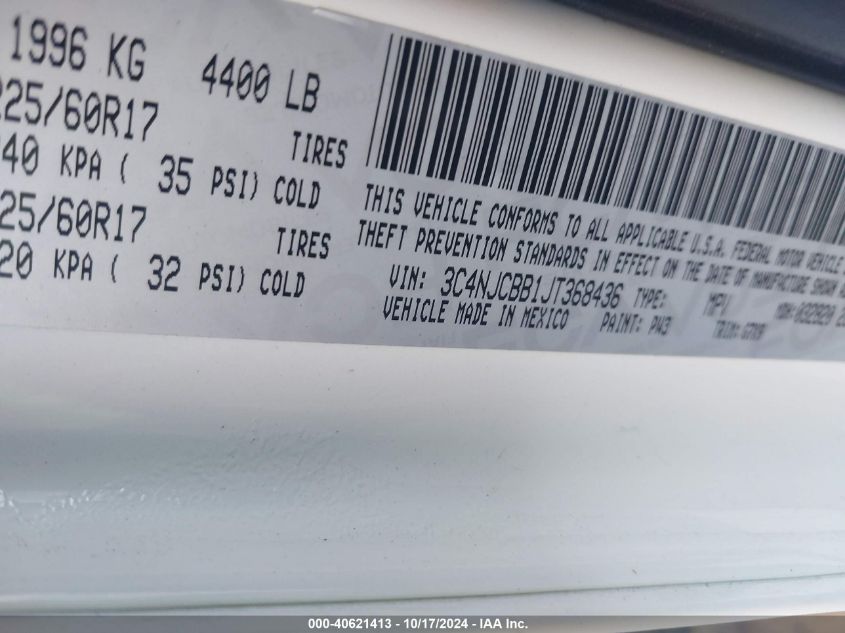 1996 KG 4400 LB
225/60R17 TIRES
40 KPA ( 35 PSI) COLD
25/60R17 TIRES
20 KPA ( 32 PSI) COLD
THIS VEHICLE CONFORMS TO ALL APPLICABLE U.S.A. FEDERAL MOTOR VEHICLE
THEFT PREVENTION STANDARDS IN EFFECT ON THE DATE OF MANUFACTURE SHOWN
VIN: 3C4NJCBB1JT368436 TYPE: MPV
VEHICLE MADE IN MEXICO PAINT: PW3 TRIM:
000-40621413 - 10/17/2024 - IAA Inc.